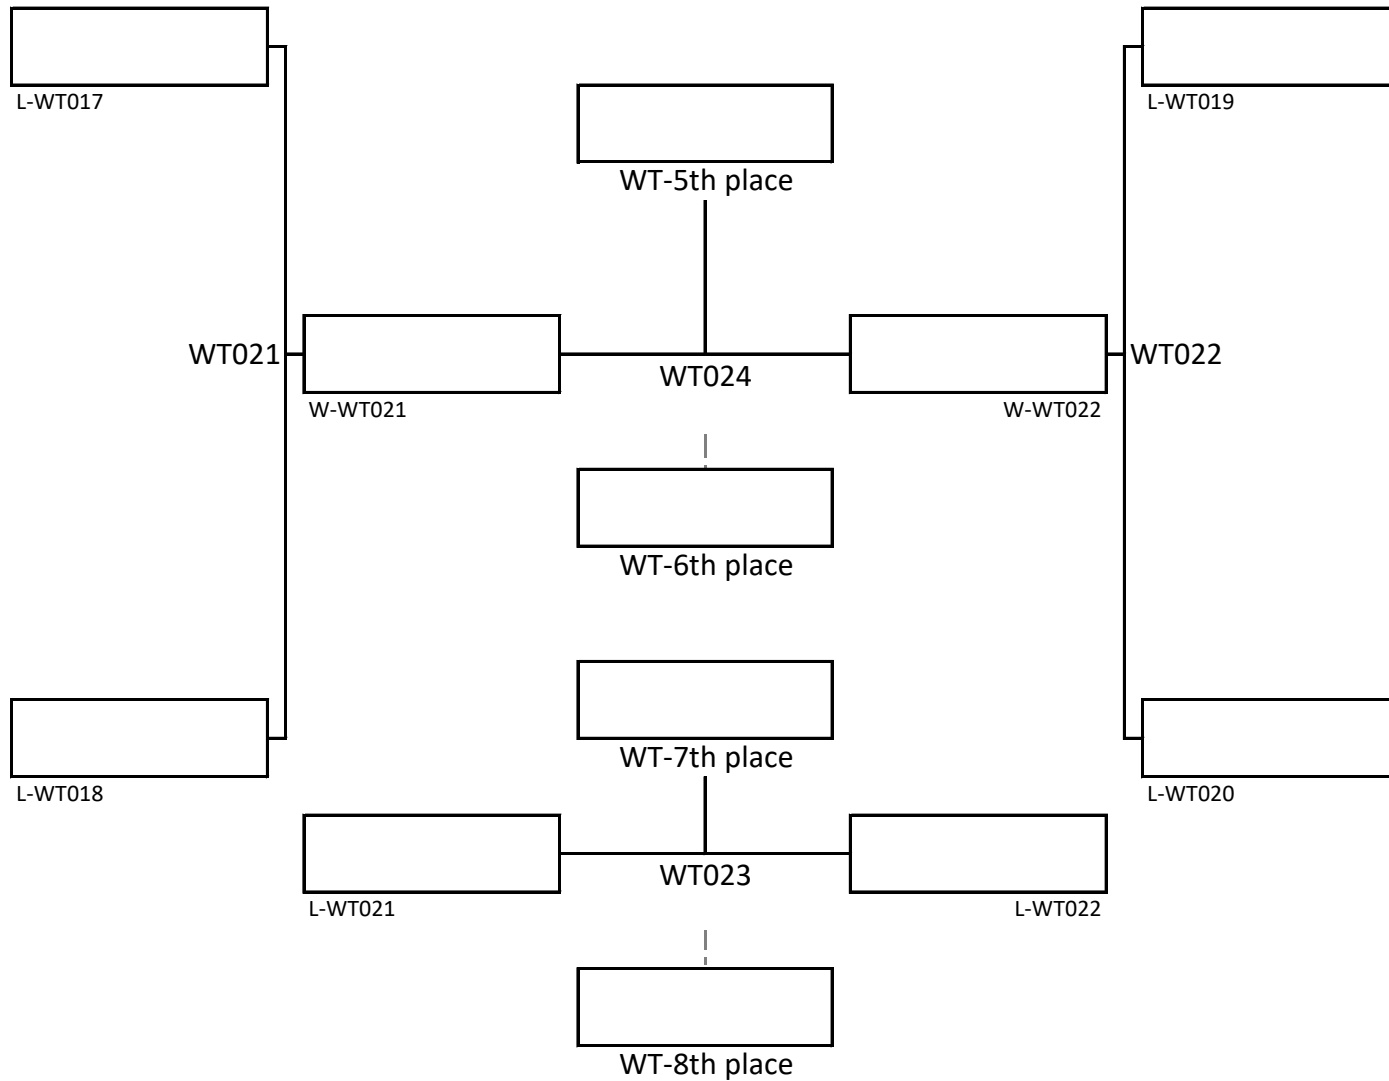 L-WT017
L-WT019
WT-5th place
WT021
WT024
WT022
W-WT021
W-WT022
WT-6th place
WT-7th place
L-WT018
L-WT020
WT023
L-WT021
L-WT022
WT-8th place